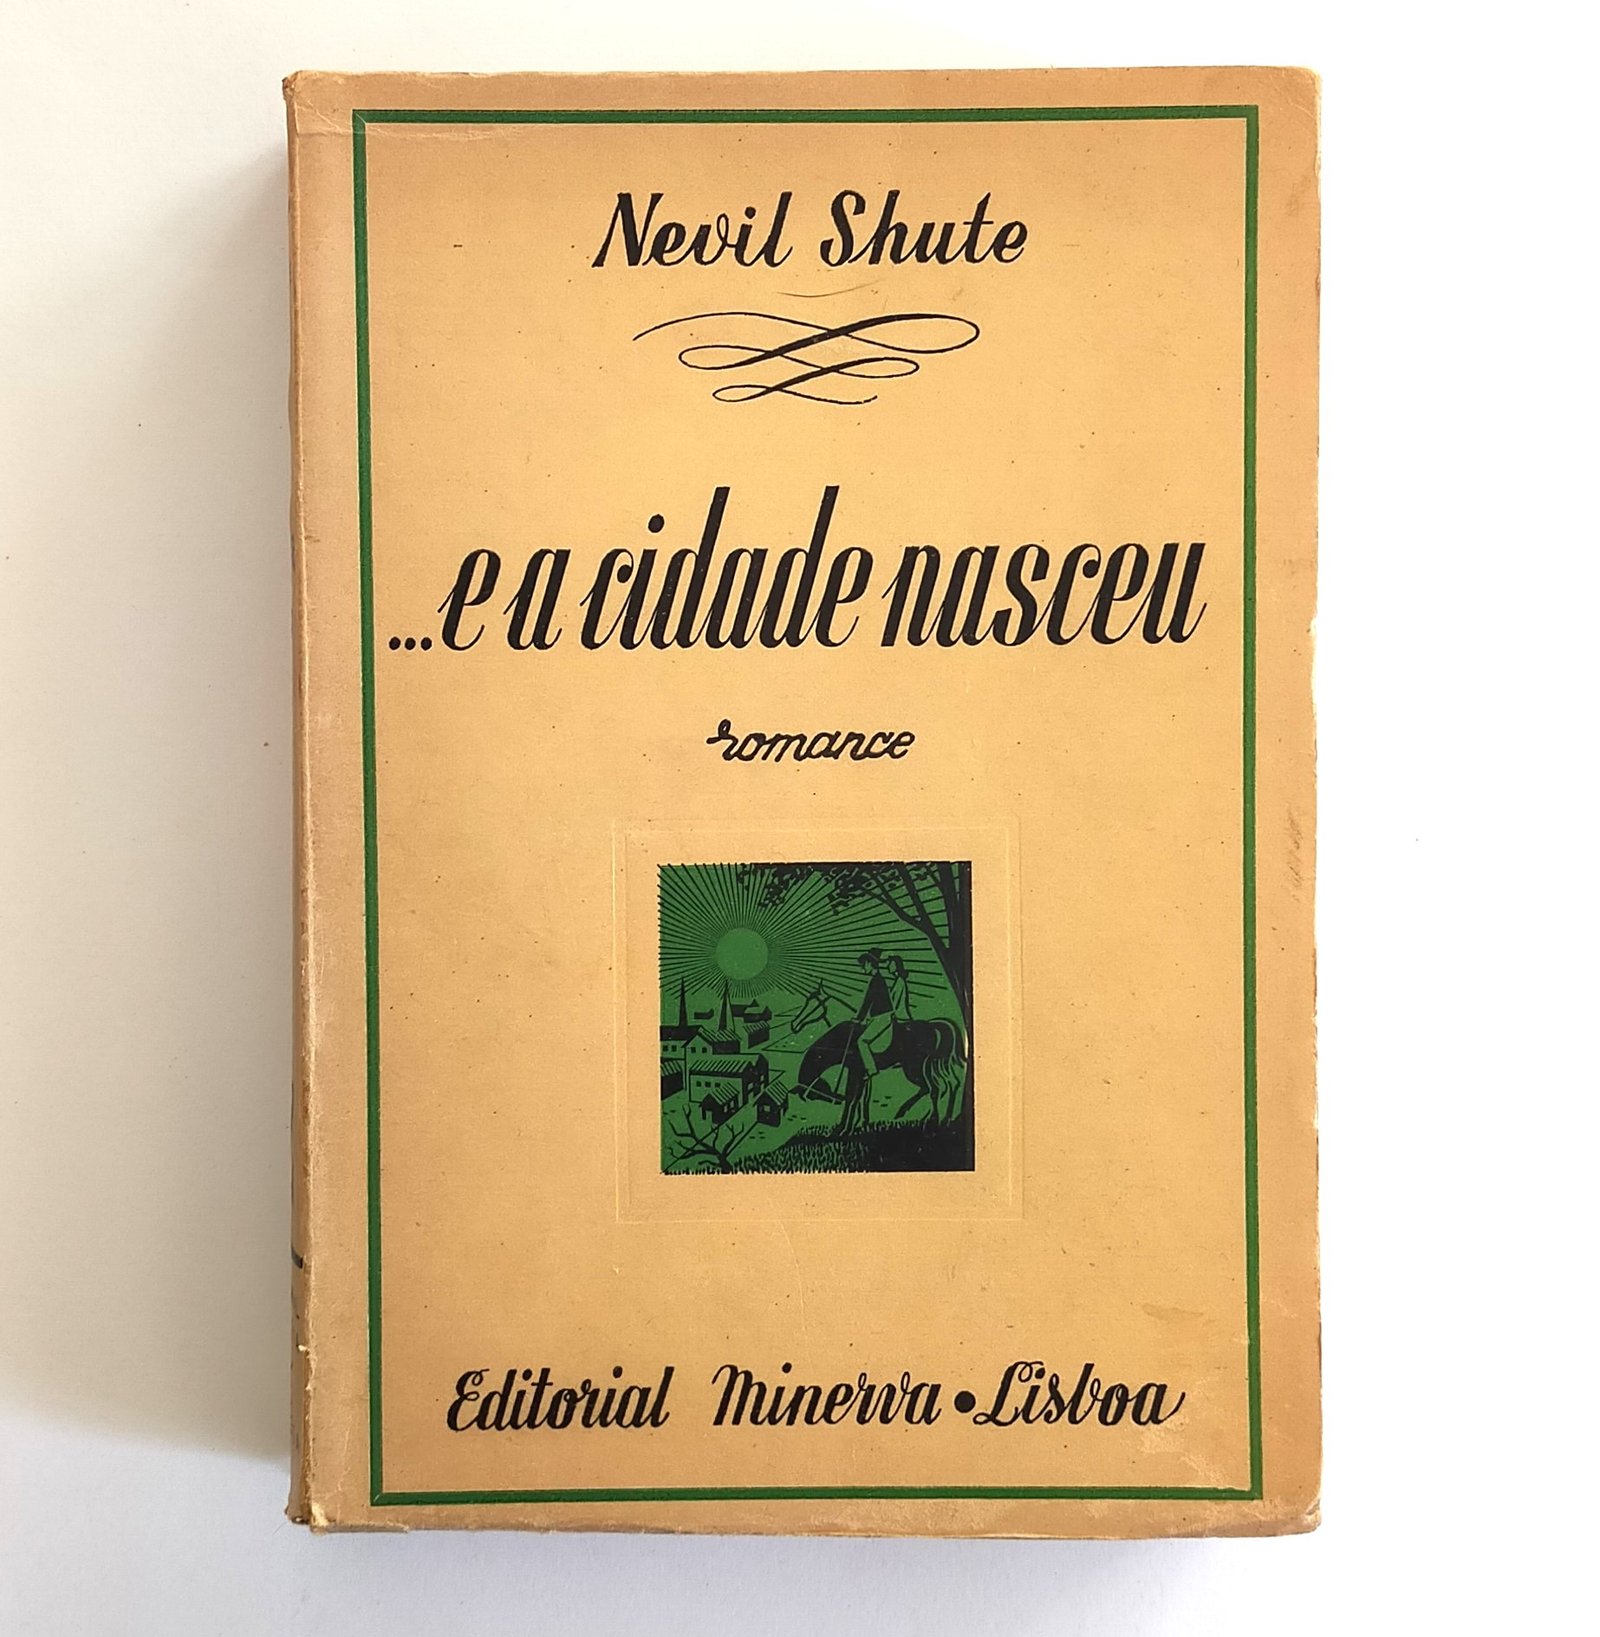 Nevil Shute
...e a cidade nasceu
romance
Editorial Minerva • Lisboa